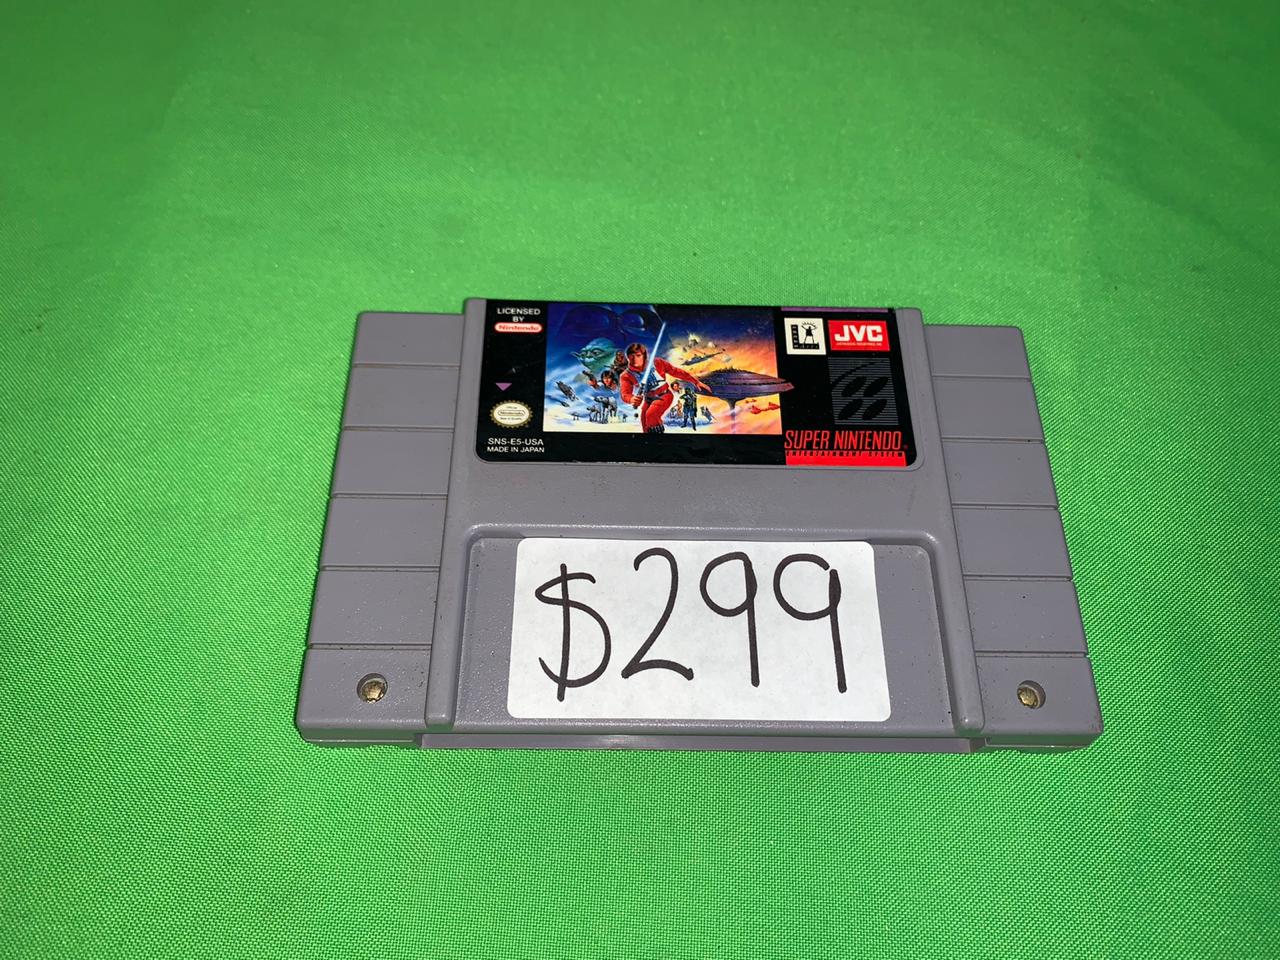 LICENSED
BY
Nintendo
JVC
SNS-E5-USA
MADE IN JAPAN
SUPER NINTENDO
ENTERTAINMENT SYSTEM
$299